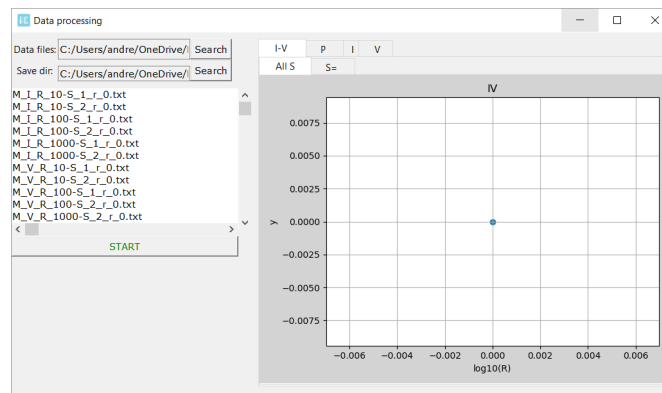 Data processing
Data files: C:/Users/andre/OneDrive/ Search
Save dir: C:/Users/andre/OneDrive/ Search
M_I_R_10-S_1_r_0.txt
M_I_R_10-S_2_r_0.txt
M_I_R_100-S_1_r_0.txt
M_I_R_100-S_2_r_0.txt
M_I_R_1000-S_1_r_0.txt
M_I_R_1000-S_2_r_0.txt
M_V_R_10-S_1_r_0.txt
M_V_R_10-S_2_r_0.txt
M_V_R_100-S_1_r_0.txt
M_V_R_100-S_2_r_0.txt
M_V_R_1000-S_2_r_0.txt
START
I-V P I V
All S S=
IV
0.0075
0.0050
0.0025
0.0000
−0.0025
−0.0050
−0.0075
y
−0.006 −0.004 −0.002 0.000 0.002 0.004 0.006
log10(R)